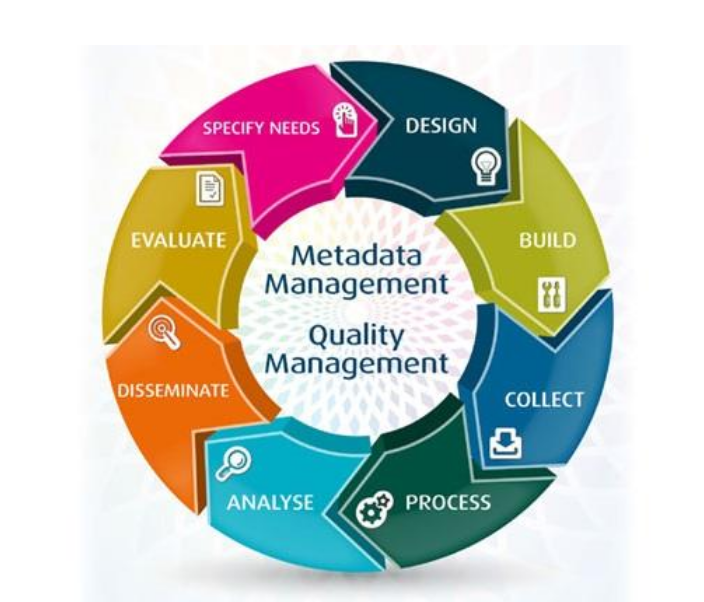 SPECIFY NEEDS
DESIGN
BUILD
COLLECT
PROCESS
ANALYSE
DISSEMINATE
EVALUATE
Metadata
Management
Quality
Management